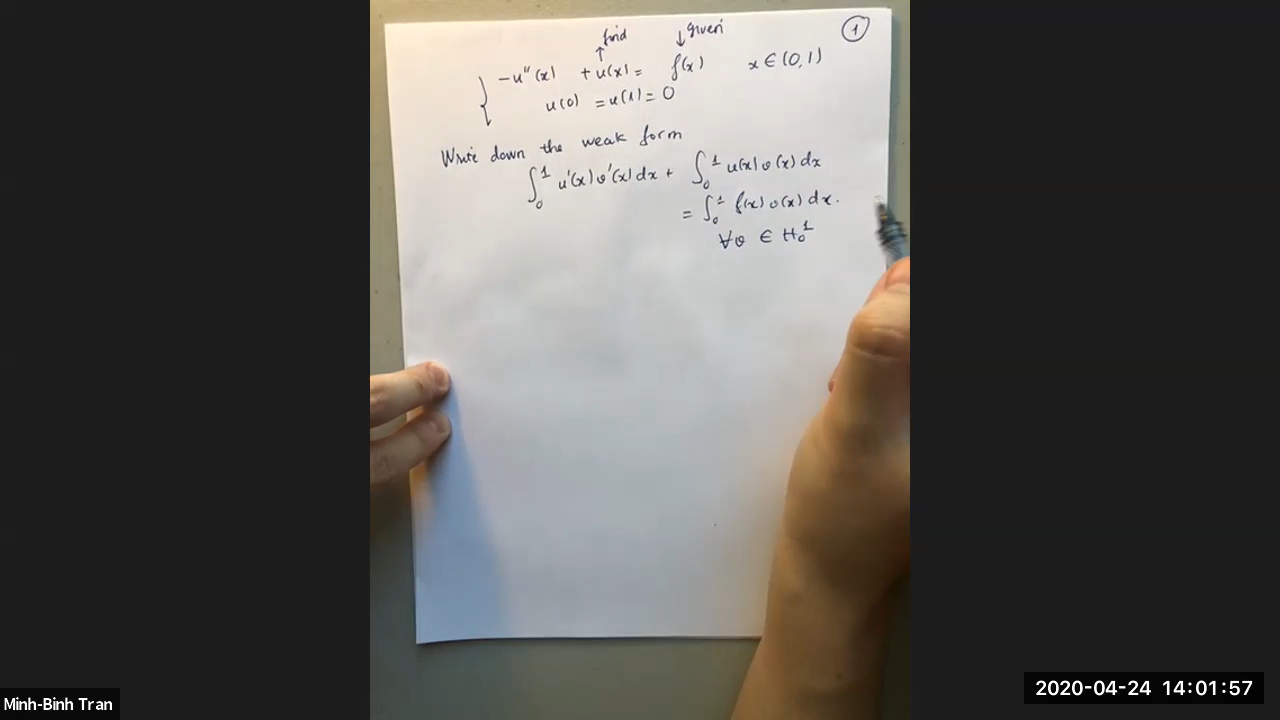 ①
find ↑ ↓ given
{ -u''(x) + u(x) = f(x) x ∈ (0,1)
u(0) = u(1) = 0
Write down the weak form
∫₀¹ u'(x)v'(x)dx + ∫₀¹ u(x)v(x)dx
= ∫₀¹ f(x)v(x)dx.
∀v ∈ H₀¹
Minh-Binh Tran
2020-04-24 14:01:57